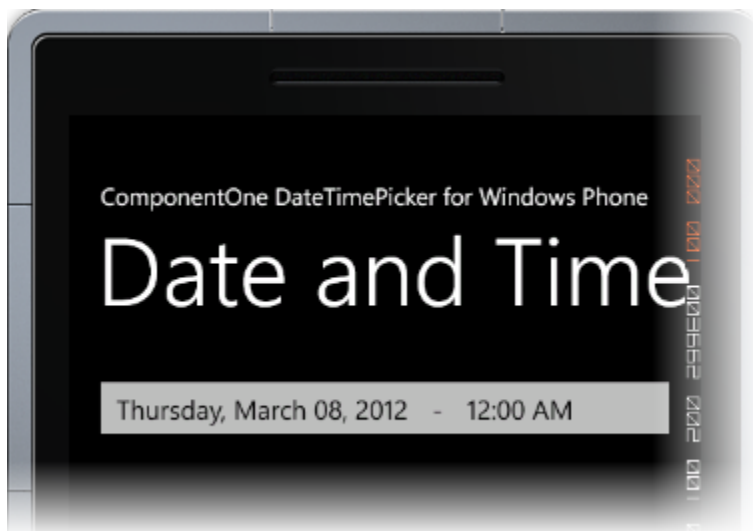 ComponentOne DateTimePicker for Windows Phone
Date and Time
Thursday, March 08, 2012 - 12:00 AM